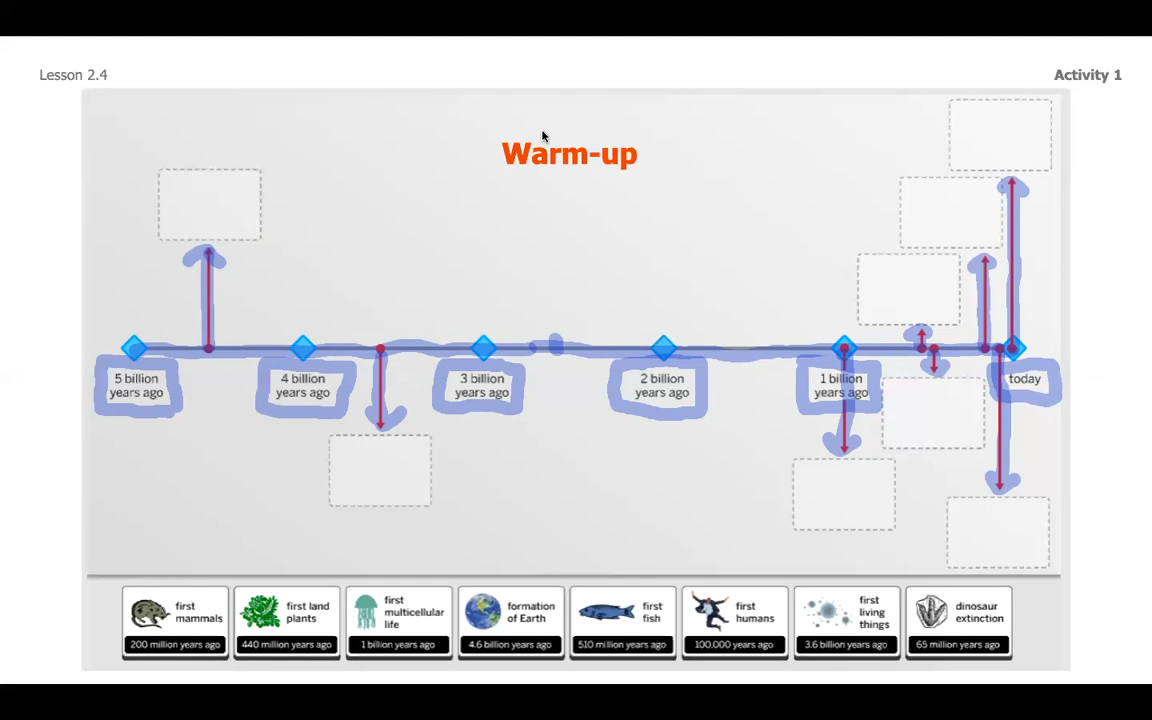 Lesson 2.4
Activity 1
Warm-up
5 billion
years ago
4 billion
years ago
3 billion
years ago
2 billion
years ago
1 billion
years ago
today
first
mammals
200 million years ago
first land
plants
440 million years ago
first
multicellular
life
1 billion years ago
formation
of Earth
4.6 billion years ago
first
fish
510 million years ago
first
humans
100,000 years ago
first
living
things
3.6 billion years ago
dinosaur
extinction
65 million years ago